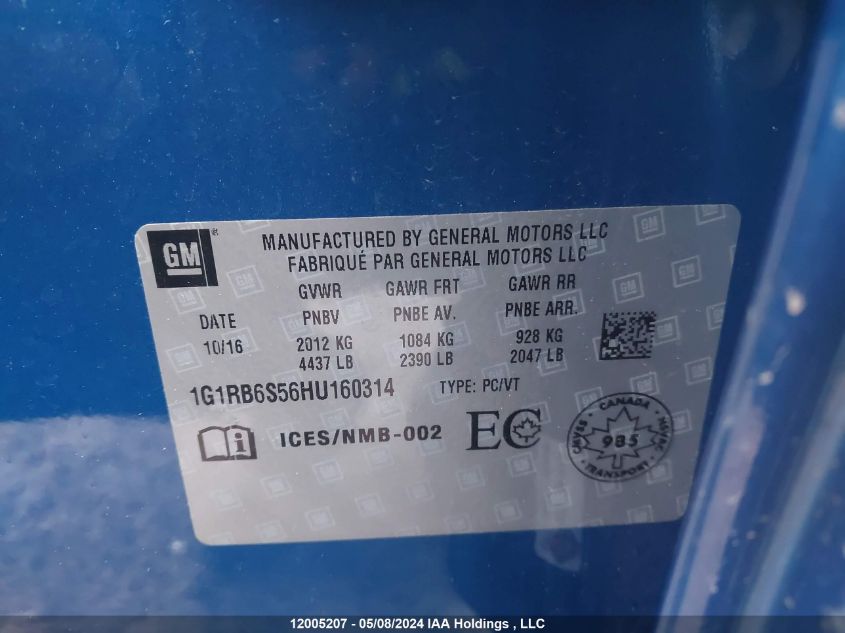 GM ®
MANUFACTURED BY GENERAL MOTORS LLC
FABRIQUÉ PAR GENERAL MOTORS LLC
GVWR GAWR FRT GAWR RR
DATE PNBV PNBE AV. PNBE ARR.
10/16 2012 KG 1084 KG 928 KG
4437 LB 2390 LB 2047 LB
1G1RB6S56HU160314 TYPE: PC/VT
i ICES/NMB-002 EC
CANADA
985
TRANSPORT
12005207 - 05/08/2024 IAA Holdings , LLC